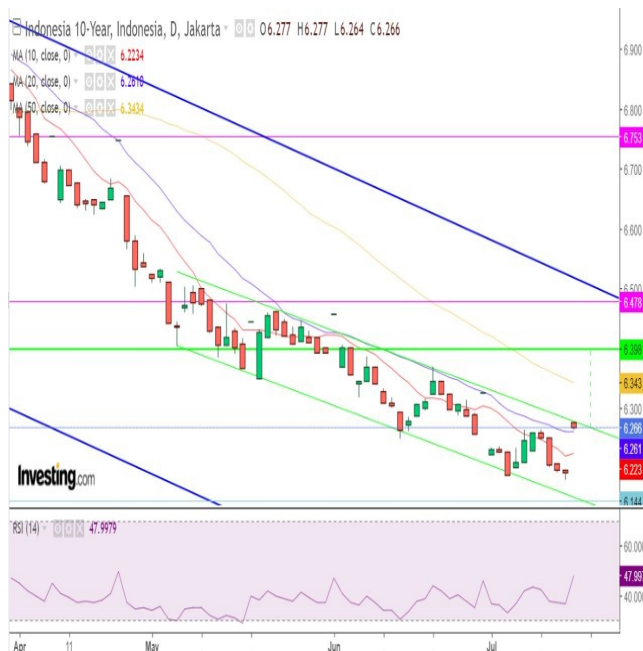 Indonesia 10-Year, Indonesia, D, Jakarta O6.277 H6.277 L6.264 C6.266
MA (10, close, 0) 6.2234
MA (20, close, 0) 6.2610
MA (50, close, 0) 6.3434
6.900
6.800
6.753
6.700
6.600
6.500
6.478
6.398
6.343
6.300
6.266
6.261
6.223
6.144
Investing.com
RSI (14) 47.9979
60.000
47.997
40.000
Apr 11 May Jun Jul